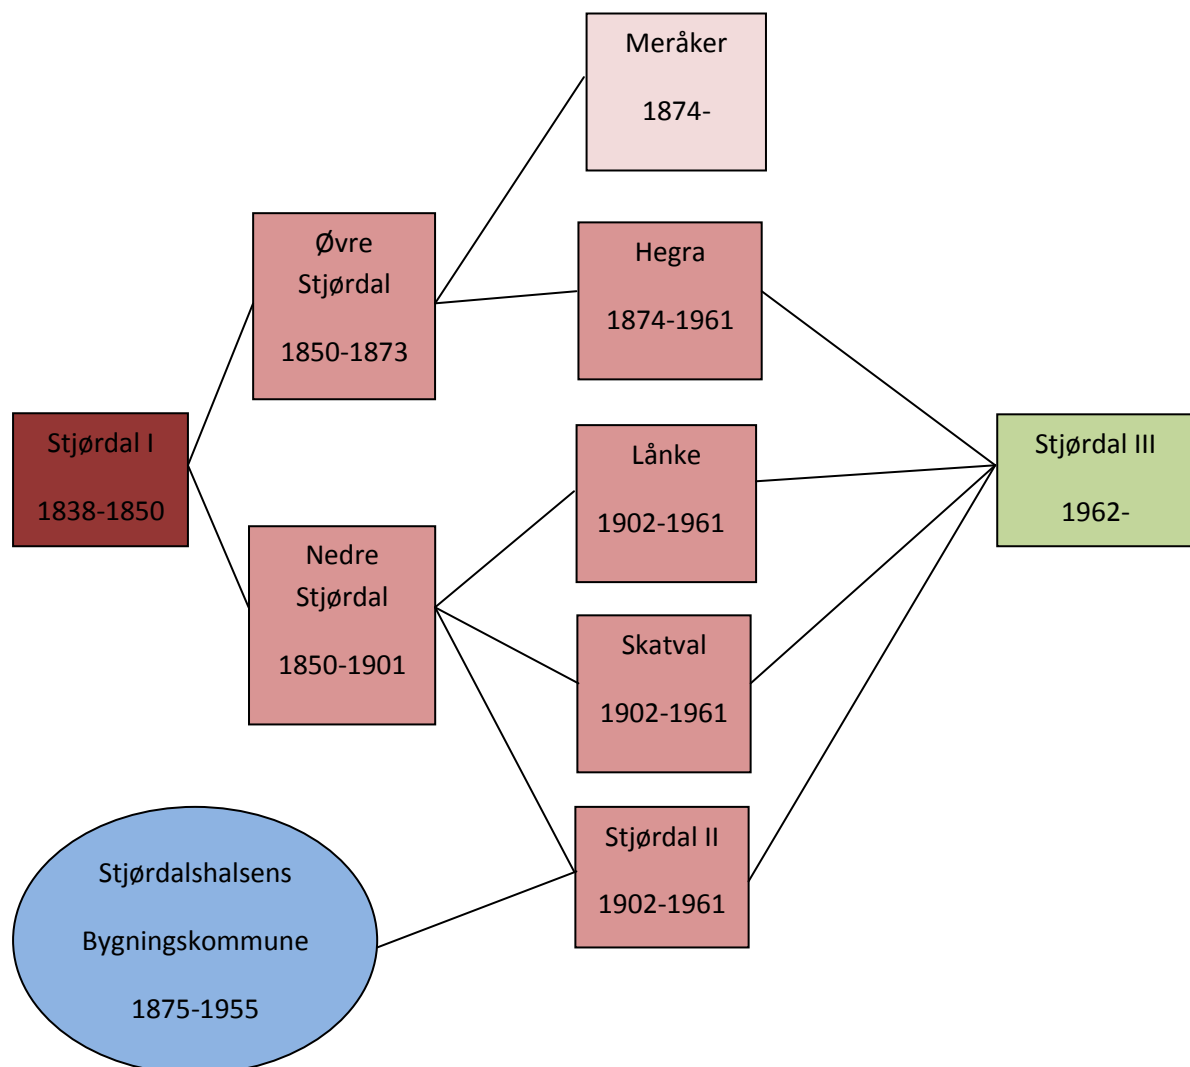 Meråker
1874-
Øvre
Stjørdal
1850-1873
Hegra
1874-1961
Stjørdal I
1838-1850
Lånke
1902-1961
Stjørdal III
1962-
Nedre
Stjørdal
1850-1901
Skatval
1902-1961
Stjørdal II
1902-1961
Stjørdalshalsens
Bygningskommune
1875-1955